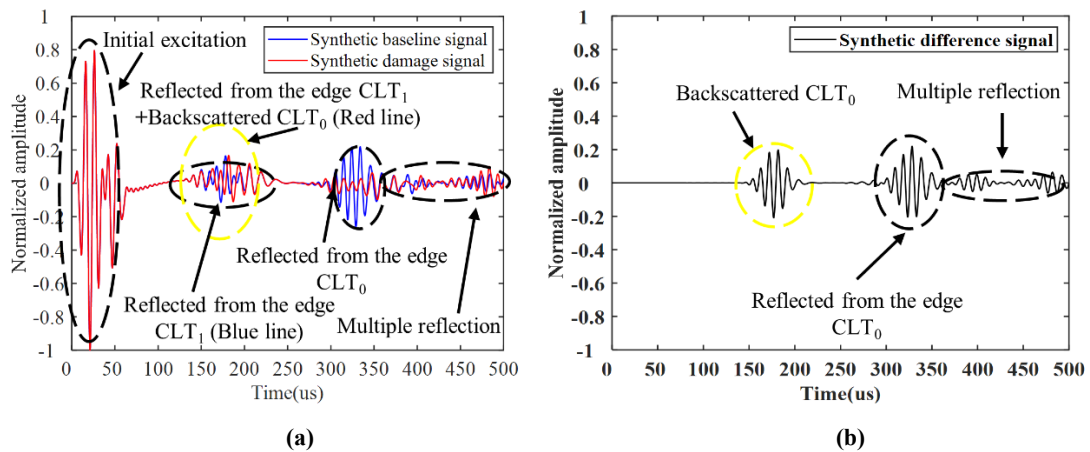 Initial excitation
Synthetic baseline signal
Synthetic damage signal
Reflected from the edge CLT1
+Backscattered CLT0 (Red line)
Reflected from the edge
CLT0
Reflected from the edge
CLT1 (Blue line)
Multiple reflection
Normalized amplitude
1
0.8
0.6
0.4
0.2
0
-0.2
-0.4
-0.6
-0.8
-1
0 50 100 150 200 250 300 350 400 450 500
Time(us)
(a)
Synthetic difference signal
Backscattered CLT0
Multiple reflection
Reflected from the edge
CLT0
Normalized amplitude
1
0.8
0.6
0.4
0.2
0
-0.2
-0.4
-0.6
-0.8
-1
0 50 100 150 200 250 300 350 400 450 500
Time(us)
(b)